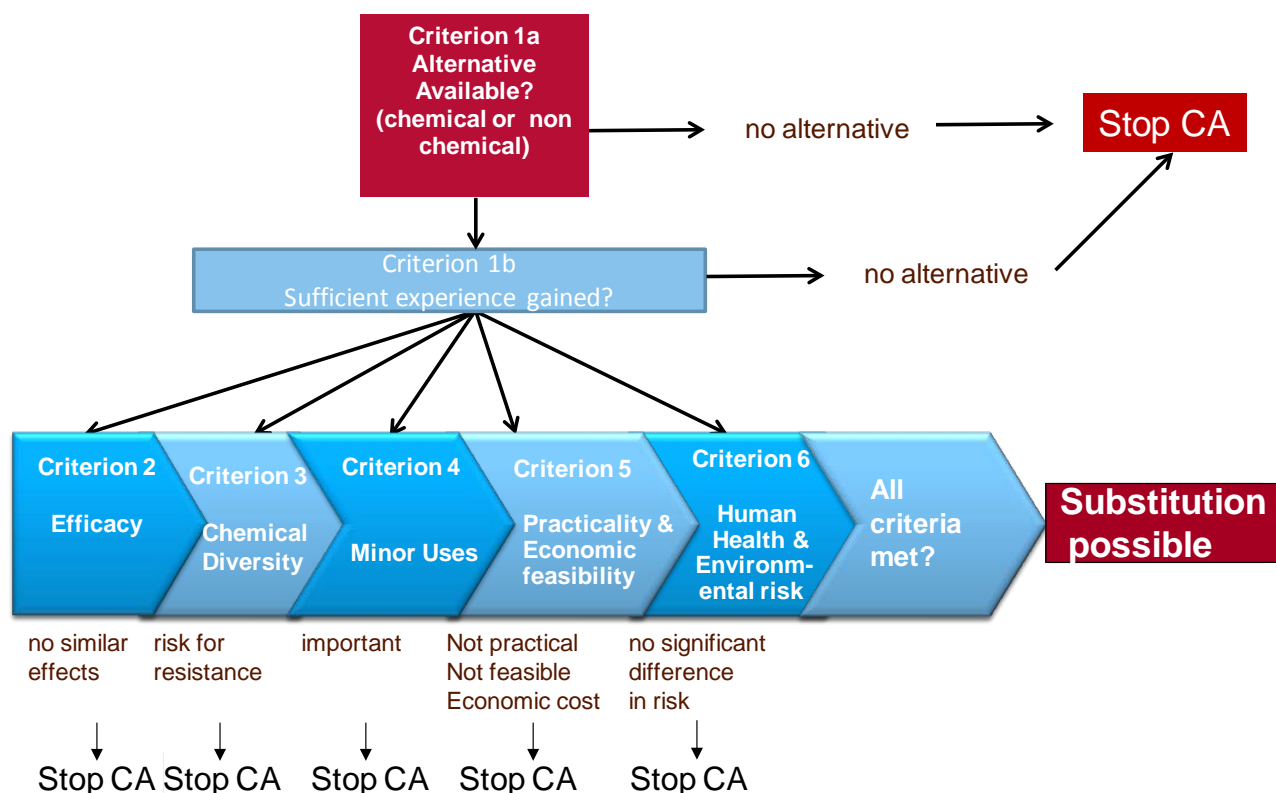 Criterion 1a
Alternative
Available?
(chemical or non
chemical)
no alternative
Stop CA
Criterion 1b
Sufficient experience gained?
no alternative
Criterion 2
Efficacy
Criterion 3
Chemical
Diversity
Criterion 4
Minor Uses
Criterion 5
Practicality &
Economic
feasibility
Criterion 6
Human
Health &
Environm-
ental risk
All
criteria
met?
Substitution
possible
no similar
effects
risk for
resistance
important
Not practical
Not feasible
Economic cost
no significant
difference
in risk
Stop CA
Stop CA
Stop CA
Stop CA
Stop CA